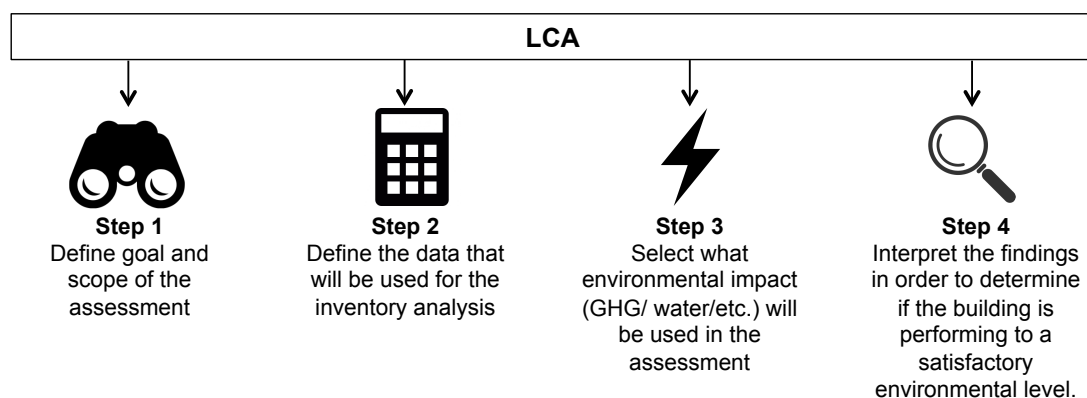 LCA
Step 1
Define goal and
scope of the
assessment
Step 2
Define the data that
will be used for the
inventory analysis
Step 3
Select what
environmental impact
(GHG/ water/etc.) will
be used in the
assessment
Step 4
Interpret the findings
in order to determine
if the building is
performing to a
satisfactory
environmental level.